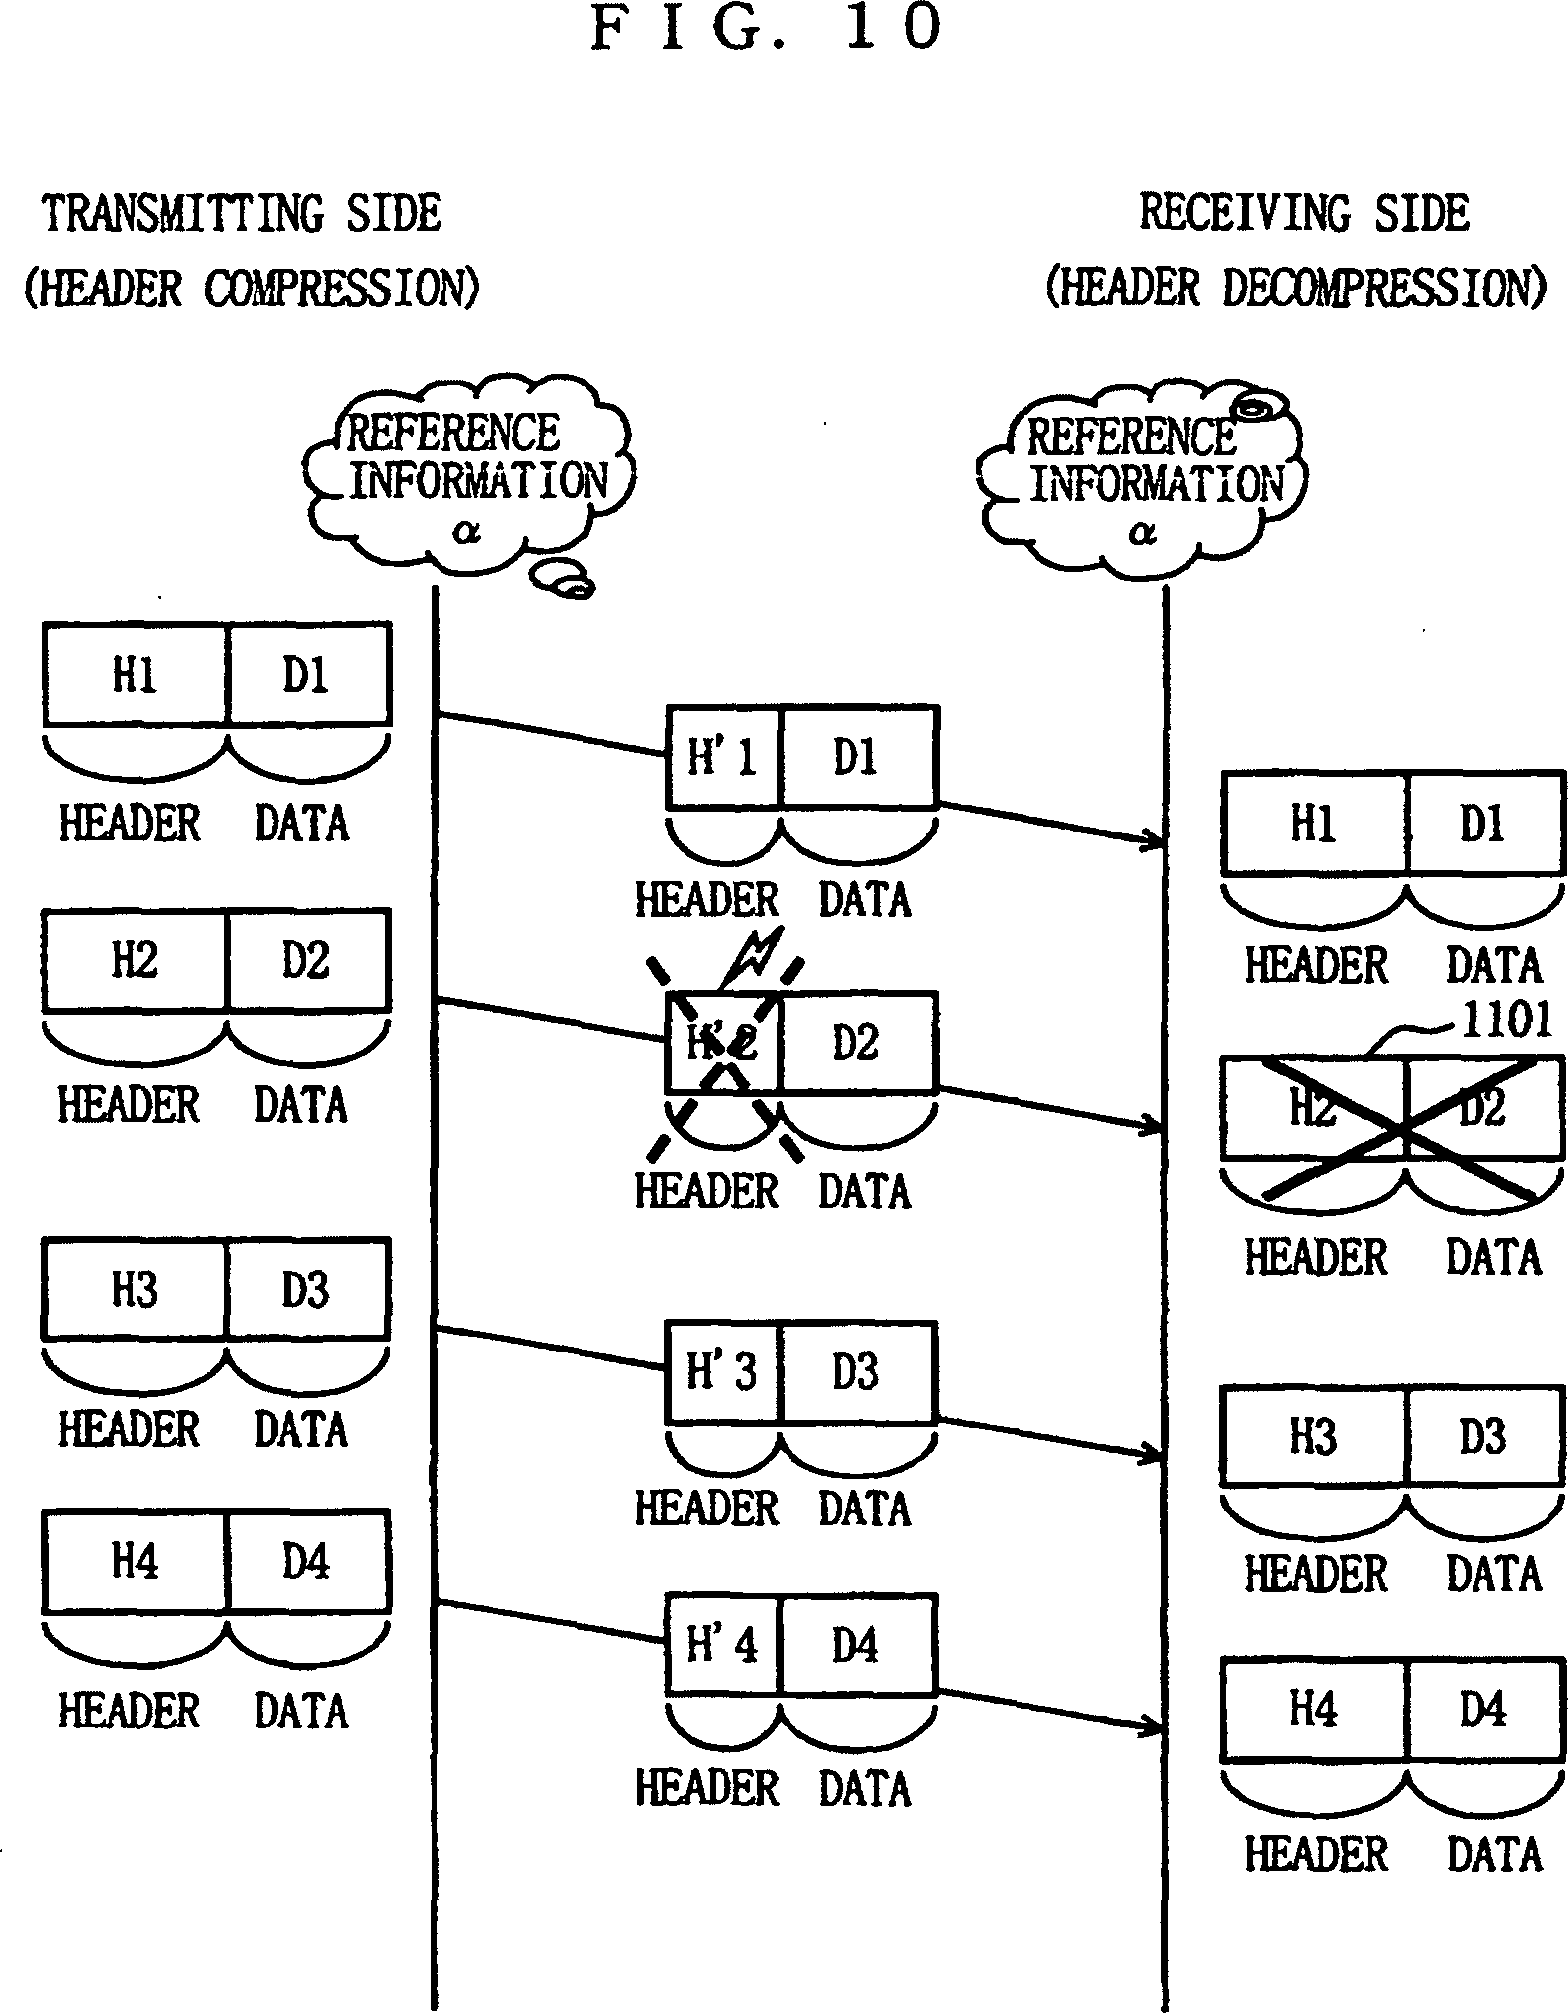 FIG. 10
TRANSMITTING SIDE
(HEADER COMPRESSION)
RECEIVING SIDE
(HEADER DECOMPRESSION)
REFERENCE
INFORMATION
α
REFERENCE
INFORMATION
α
H1 D1
HEADER DATA
H'1 D1
HEADER DATA
H1 D1
HEADER DATA
H2 D2
HEADER DATA
H'2 D2
HEADER DATA
1101
H2 D2
HEADER DATA
H3 D3
HEADER DATA
H'3 D3
HEADER DATA
H3 D3
HEADER DATA
H4 D4
HEADER DATA
H'4 D4
HEADER DATA
H4 D4
HEADER DATA